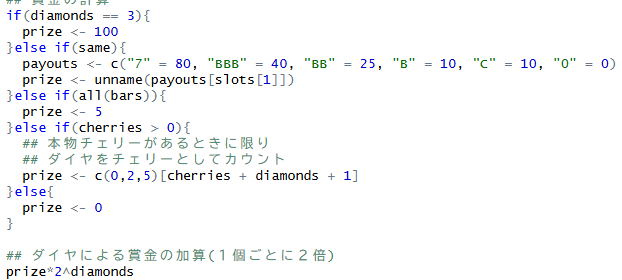 ## 賞金の計算
if(diamonds == 3){
  prize <- 100
}else if(same){
  payouts <- c("7" = 80, "BBB" = 40, "BB" = 25, "B" = 10, "C" = 10, "0" = 0)
  prize <- unname(payouts[slots[1]])
}else if(all(bars)){
  prize <- 5
}else if(cherries > 0){
  ## 本物チェリーがあるときに限り
  ## ダイヤをチェリーとしてカウント
  prize <- c(0,2,5)[cherries + diamonds + 1]
}else{
  prize <- 0
}

## ダイヤによる賞金の加算(１個ごとに２倍)
prize*2^diamonds